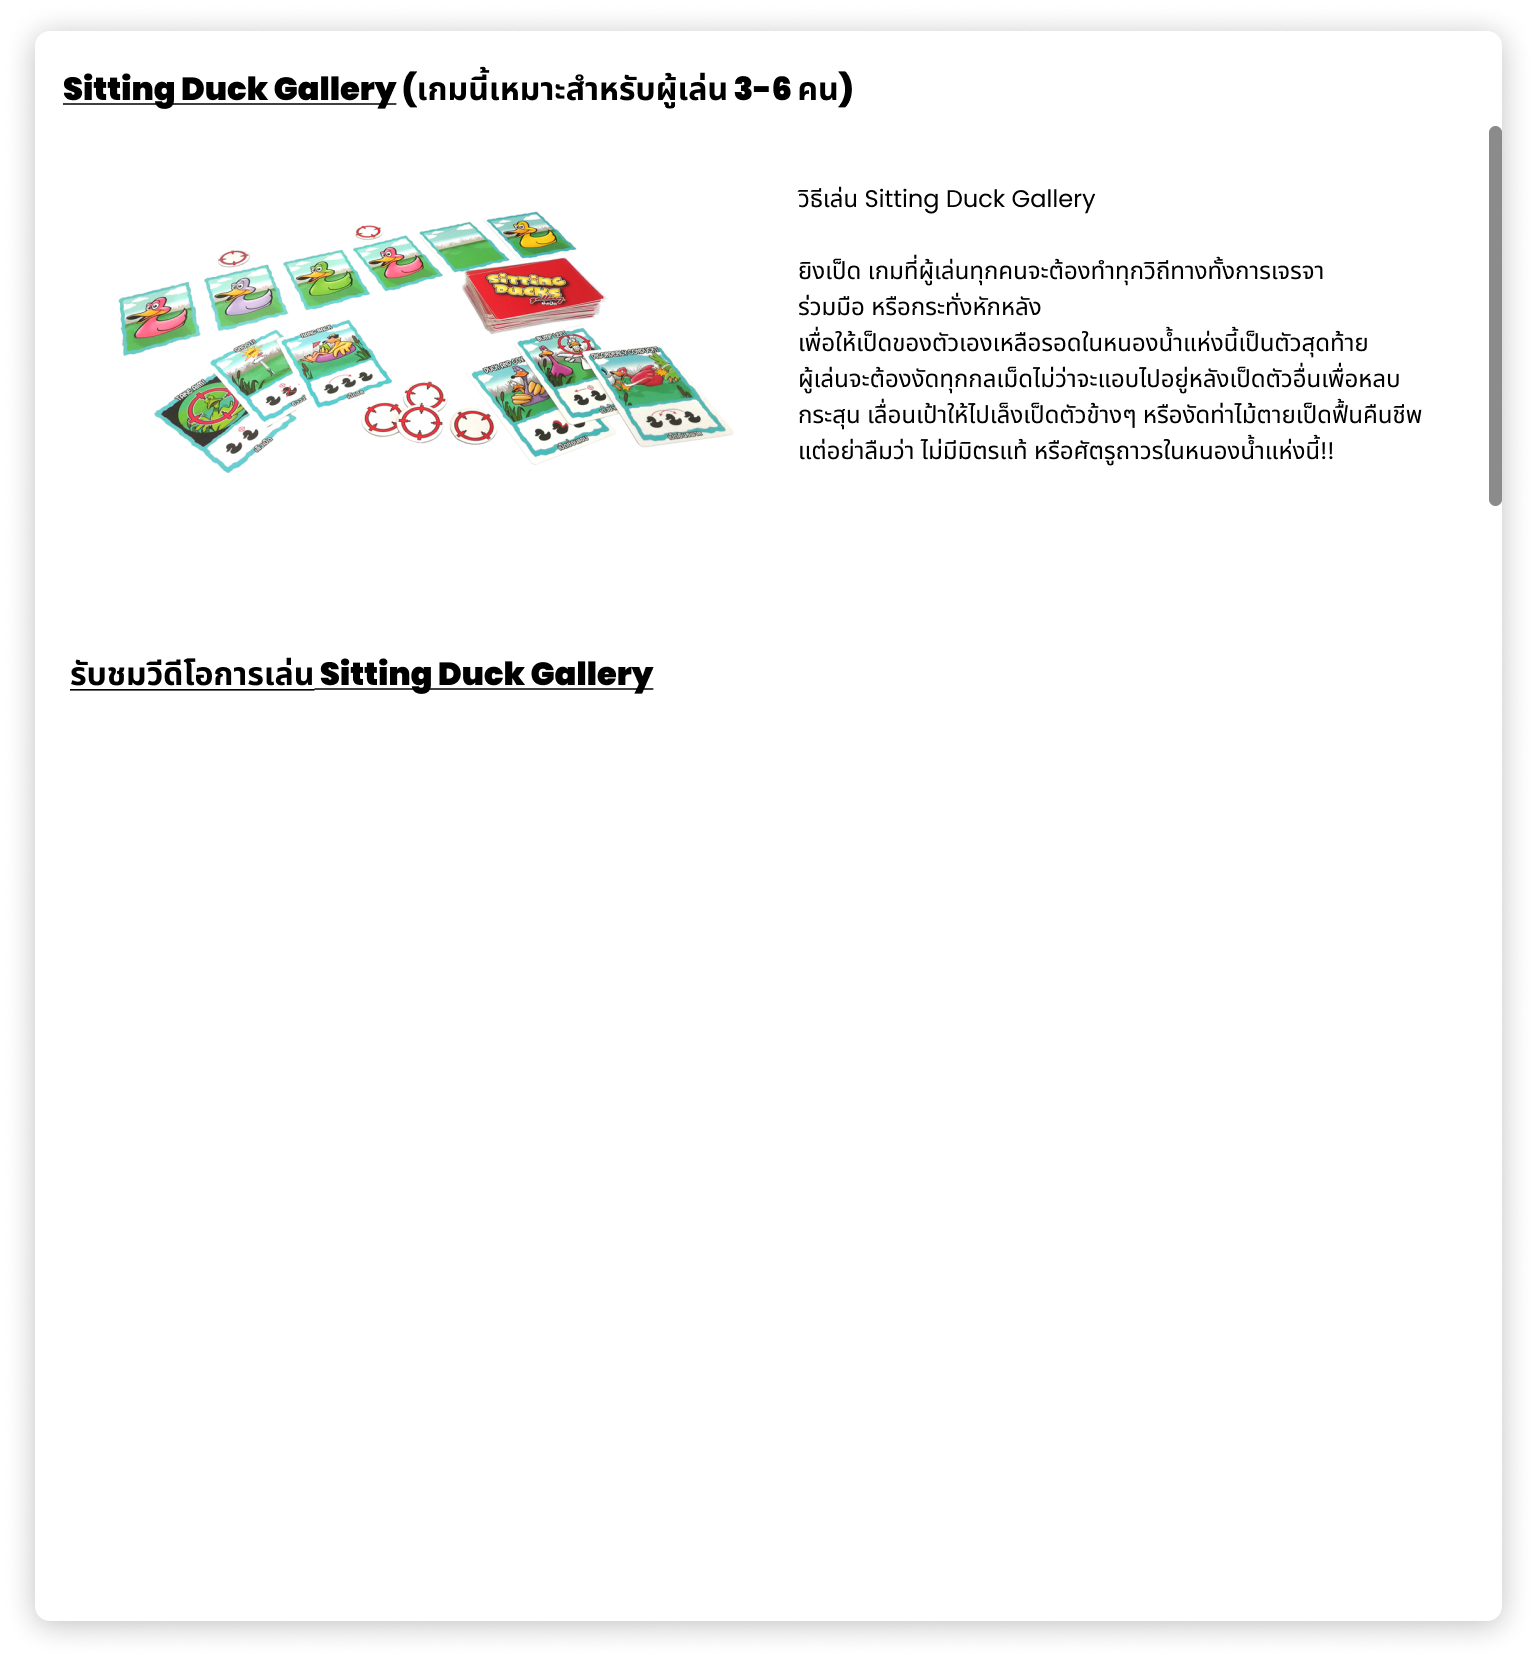 Sitting Duck Gallery (เกมนี้เหมาะสำหรับผู้เล่น 3-6 คน)
SITTING
DUCKS
วิธีเล่น Sitting Duck Gallery
ยิงเป็ด เกมที่ผู้เล่นทุกคนจะต้องทำทุกวิถีทางทั้งการเจรจา
ร่วมมือ หรือกระทั่งหักหลัง
เพื่อให้เป็ดของตัวเองเหลือรอดในหนองน้ำแห่งนี้เป็นตัวสุดท้าย
ผู้เล่นจะต้องงัดทุกกลเม็ดไม่ว่าจะแอบไปอยู่หลังเป็ดตัวอื่นเพื่อหลบ
กระสุน เลื่อนเป้าให้ไปเล็งเป็ดตัวข้างๆ หรืองัดท่าไม้ตายเป็ดฟื้นคืนชีพ
แต่อย่าลืมว่า ไม่มีมิตรแท้ หรือศัตรูถาวรในหนองน้ำแห่งนี้!!
รับชมวีดีโอการเล่น Sitting Duck Gallery